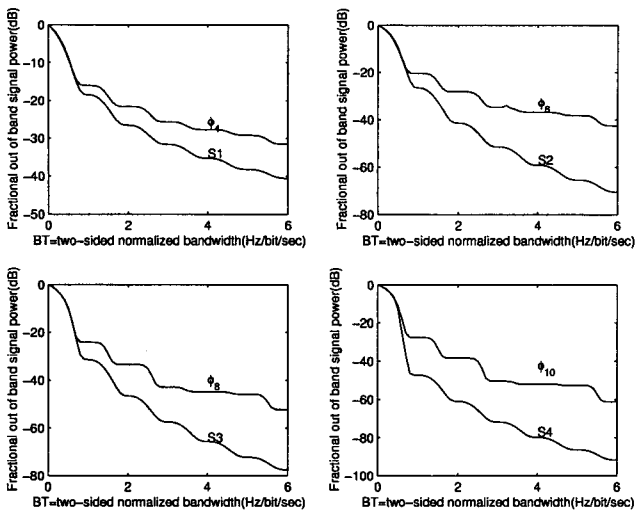 Fractional out of band signal power(dB)
0
−10
−20
−30
−40
−50
ϕ4
S1
0 2 4 6
BT=two−sided normalized bandwidth(Hz/bit/sec)
Fractional out of band signal power(dB)
0
−20
−40
−60
−80
ϕ6
S2
0 2 4 6
BT=two−sided normalized bandwidth(Hz/bit/sec)
Fractional out of band signal power(dB)
0
−20
−40
−60
−80
ϕ8
S3
0 2 4 6
BT=two−sided normalized bandwidth(Hz/bit/sec)
Fractional out of band signal power(dB)
0
−20
−40
−60
−80
−100
ϕ10
S4
0 2 4 6
BT=two−sided normalized bandwidth(Hz/bit/sec)